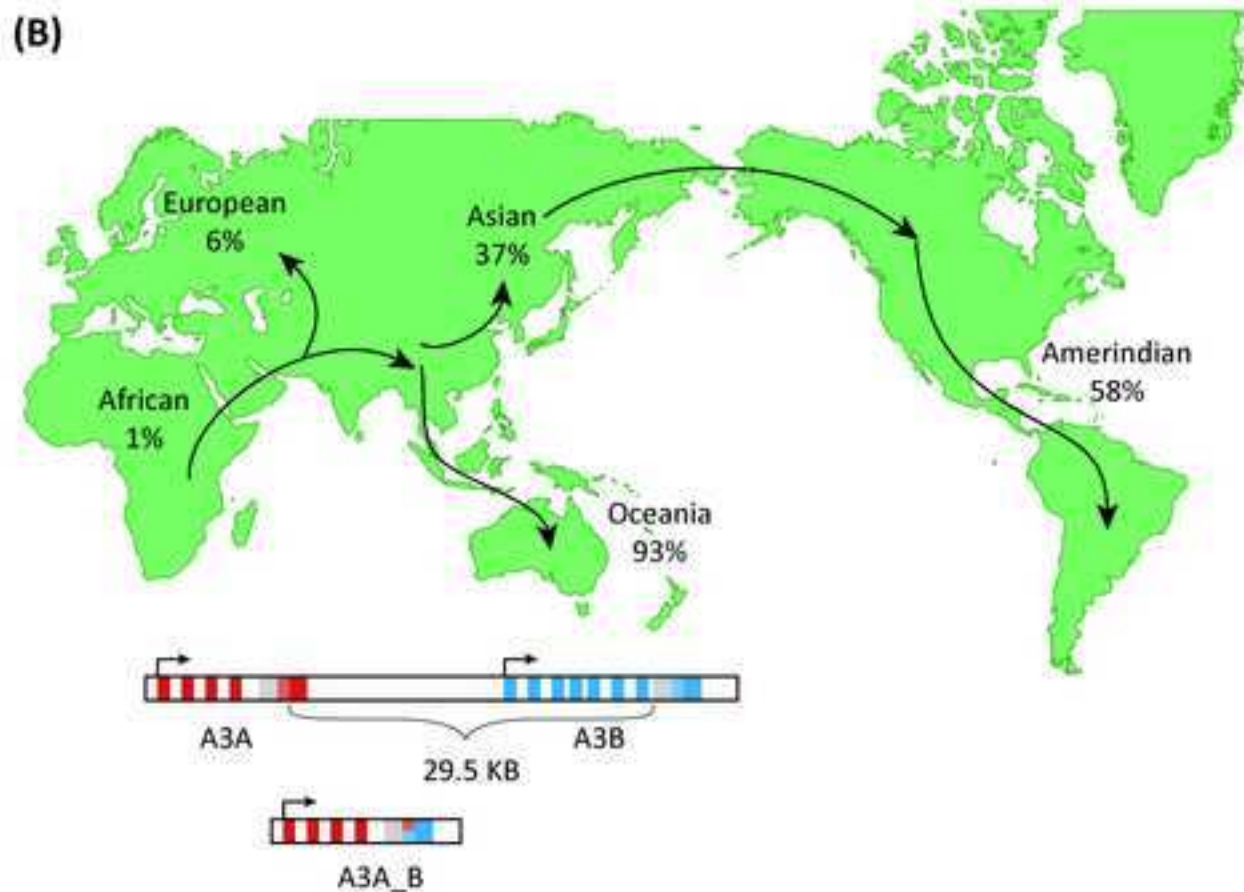 (B)
European
6%
Asian
37%
African
1%
Amerindian
58%
Oceania
93%
A3A
A3B
29.5 KB
A3A_B